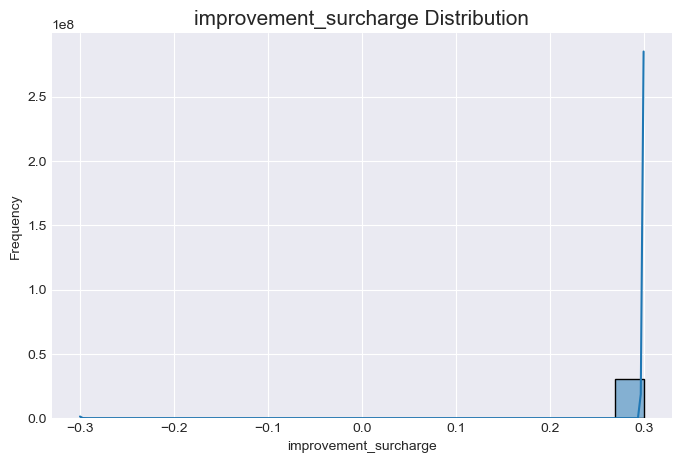 improvement_surcharge Distribution
1e8
2.5
2.0
1.5
1.0
0.5
0.0
Frequency
−0.3 −0.2 −0.1 0.0 0.1 0.2 0.3
improvement_surcharge